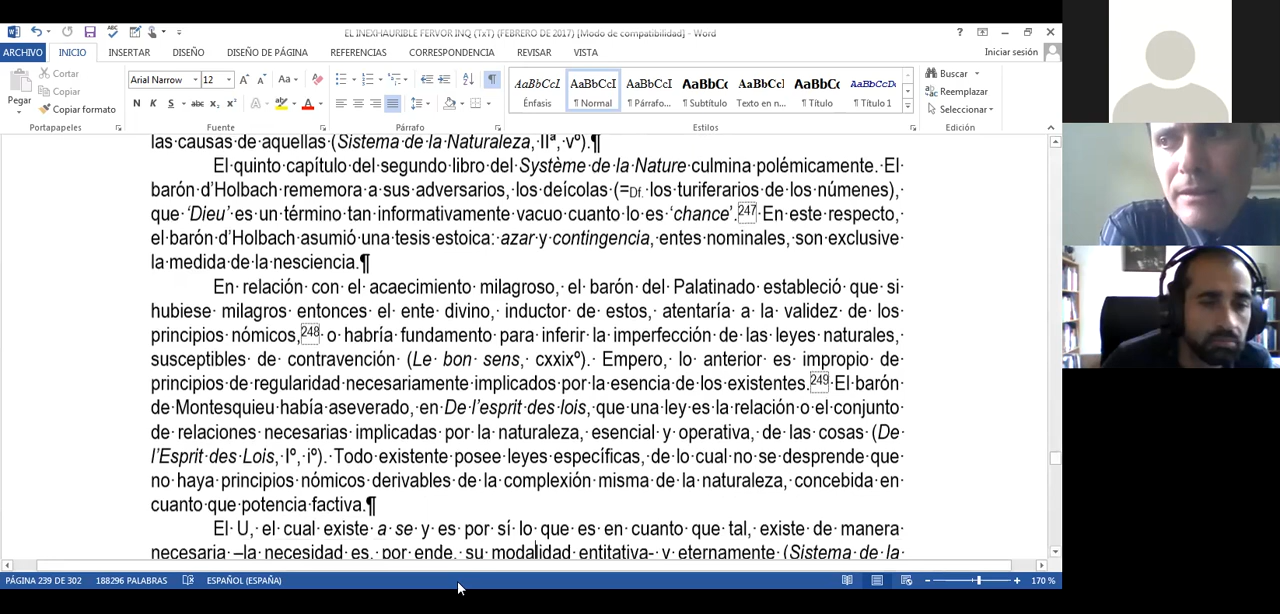 EL INEXHAURIBLE FERVOR INQ (TxT) (FEBRERO DE 2017) [Modo de compatibilidad] - Word
ARCHIVO INICIO INSERTAR DISEÑO DISEÑO DE PÁGINA REFERENCIAS CORRESPONDENCIA REVISAR VISTA Iniciar sesión
Pegar Cortar Copiar Copiar formato
Arial Narrow 12
N K S abc
AaBbCcI AaBbCcI AaBbCcI AaBbCc AaBbCcl AaBbCc AaBbCcDc
Énfasis ¶ Normal ¶ Párrafo... ¶ Subtítulo Texto en n... ¶ Título ¶ Título 1
Buscar
Reemplazar
Seleccionar
Portapapeles Fuente Párrafo Estilos Edición
las·causas·de·aquellas·(Sistema·de·la·Naturaleza,·IIª,·vº).¶
El·quinto·capítulo·del·segundo·libro·del·Système·de·la·Nature·culmina·polémicamente.·El·
barón·d’Holbach·rememora·a·sus·adversarios,·los·deícolas·(=Df.·los·turiferarios·de·los·númenes),·
que·‘Dieu’·es·un·término·tan·informativamente·vacuo·cuanto·lo·es·‘chance’.247·En·este·respecto,·
el·barón·d’Holbach·asumió·una·tesis·estoica:·azar·y·contingencia,·entes·nominales,·son·exclusive·
la·medida·de·la·nesciencia.¶
En·relación·con·el·acaecimiento·milagroso,·el·barón·del·Palatinado·estableció·que·si·
hubiese·milagros·entonces·el·ente·divino,·inductor·de·estos,·atentaría·a·la·validez·de·los·
principios·nómicos,248·o·habría·fundamento·para·inferir·la·imperfección·de·las·leyes·naturales,·
susceptibles·de·contravención·(Le·bon·sens,·cxxixº).·Empero,·lo·anterior·es·impropio·de·
principios·de·regularidad·necesariamente·implicados·por·la·esencia·de·los·existentes.249·El·barón·
de·Montesquieu·había·aseverado,·en·De·l’esprit·des·lois,·que·una·ley·es·la·relación·o·el·conjunto·
de·relaciones·necesarias·implicadas·por·la·naturaleza,·esencial·y·operativa,·de·las·cosas·(De·
l’Esprit·des·Lois,·Iº,·iº).·Todo·existente·posee·leyes·específicas,·de·lo·cual·no·se·desprende·que·
no·haya·principios·nómicos·derivables·de·la·complexión·misma·de·la·naturaleza,·concebida·en·
cuanto·que·potencia·factiva.¶
El·U,·el·cual·existe·a·se·y·es·por·sí·lo·que·es·en·cuanto·que·tal,·existe·de·manera·
necesaria·–la·necesidad·es,·por·ende,·su·modalidad·entitativa-·y·eternamente·(Sistema·de·la·
PÁGINA 239 DE 302 188296 PALABRAS ESPAÑOL (ESPAÑA) 170 %